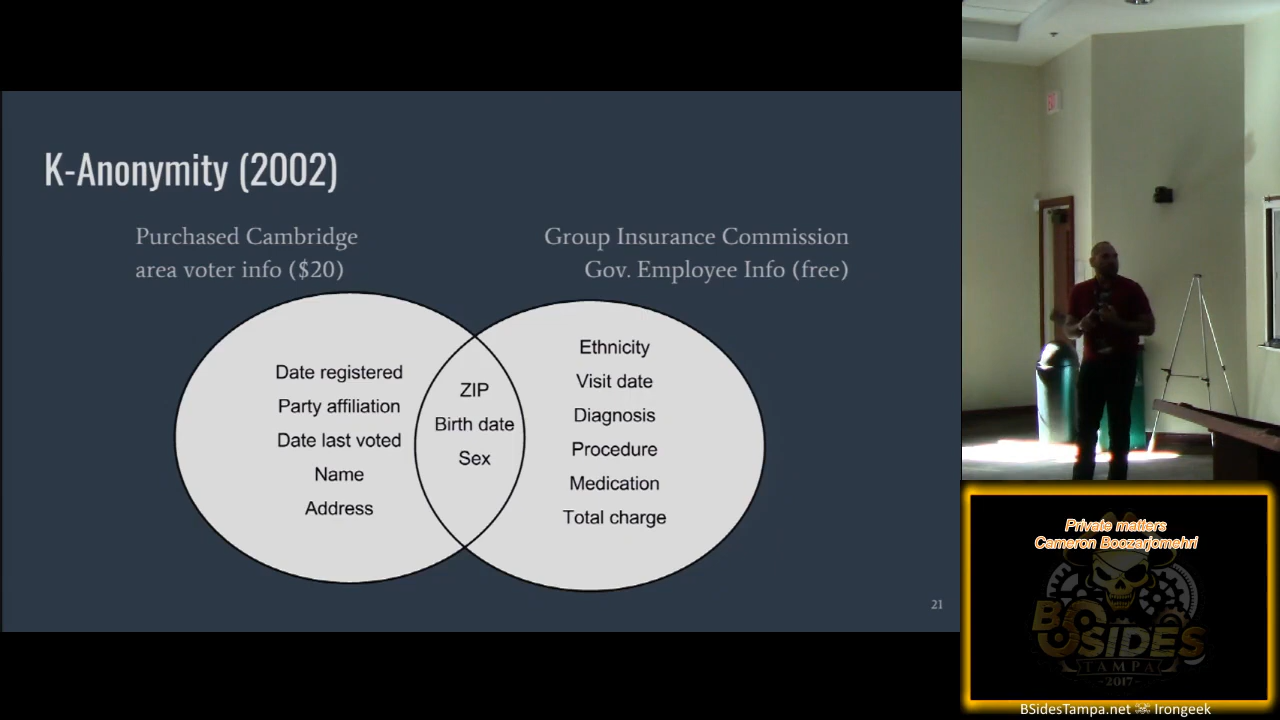 K-Anonymity (2002)
Purchased Cambridge
area voter info ($20)
Group Insurance Commission
Gov. Employee Info (free)
Date registered
Party affiliation
Date last voted
Name
Address
ZIP
Birth date
Sex
Ethnicity
Visit date
Diagnosis
Procedure
Medication
Total charge
21
Private matters
Cameron Boozarjomehri
BSIDES
TAMPA
-2017-
BSidesTampa.net ☠ Irongeek